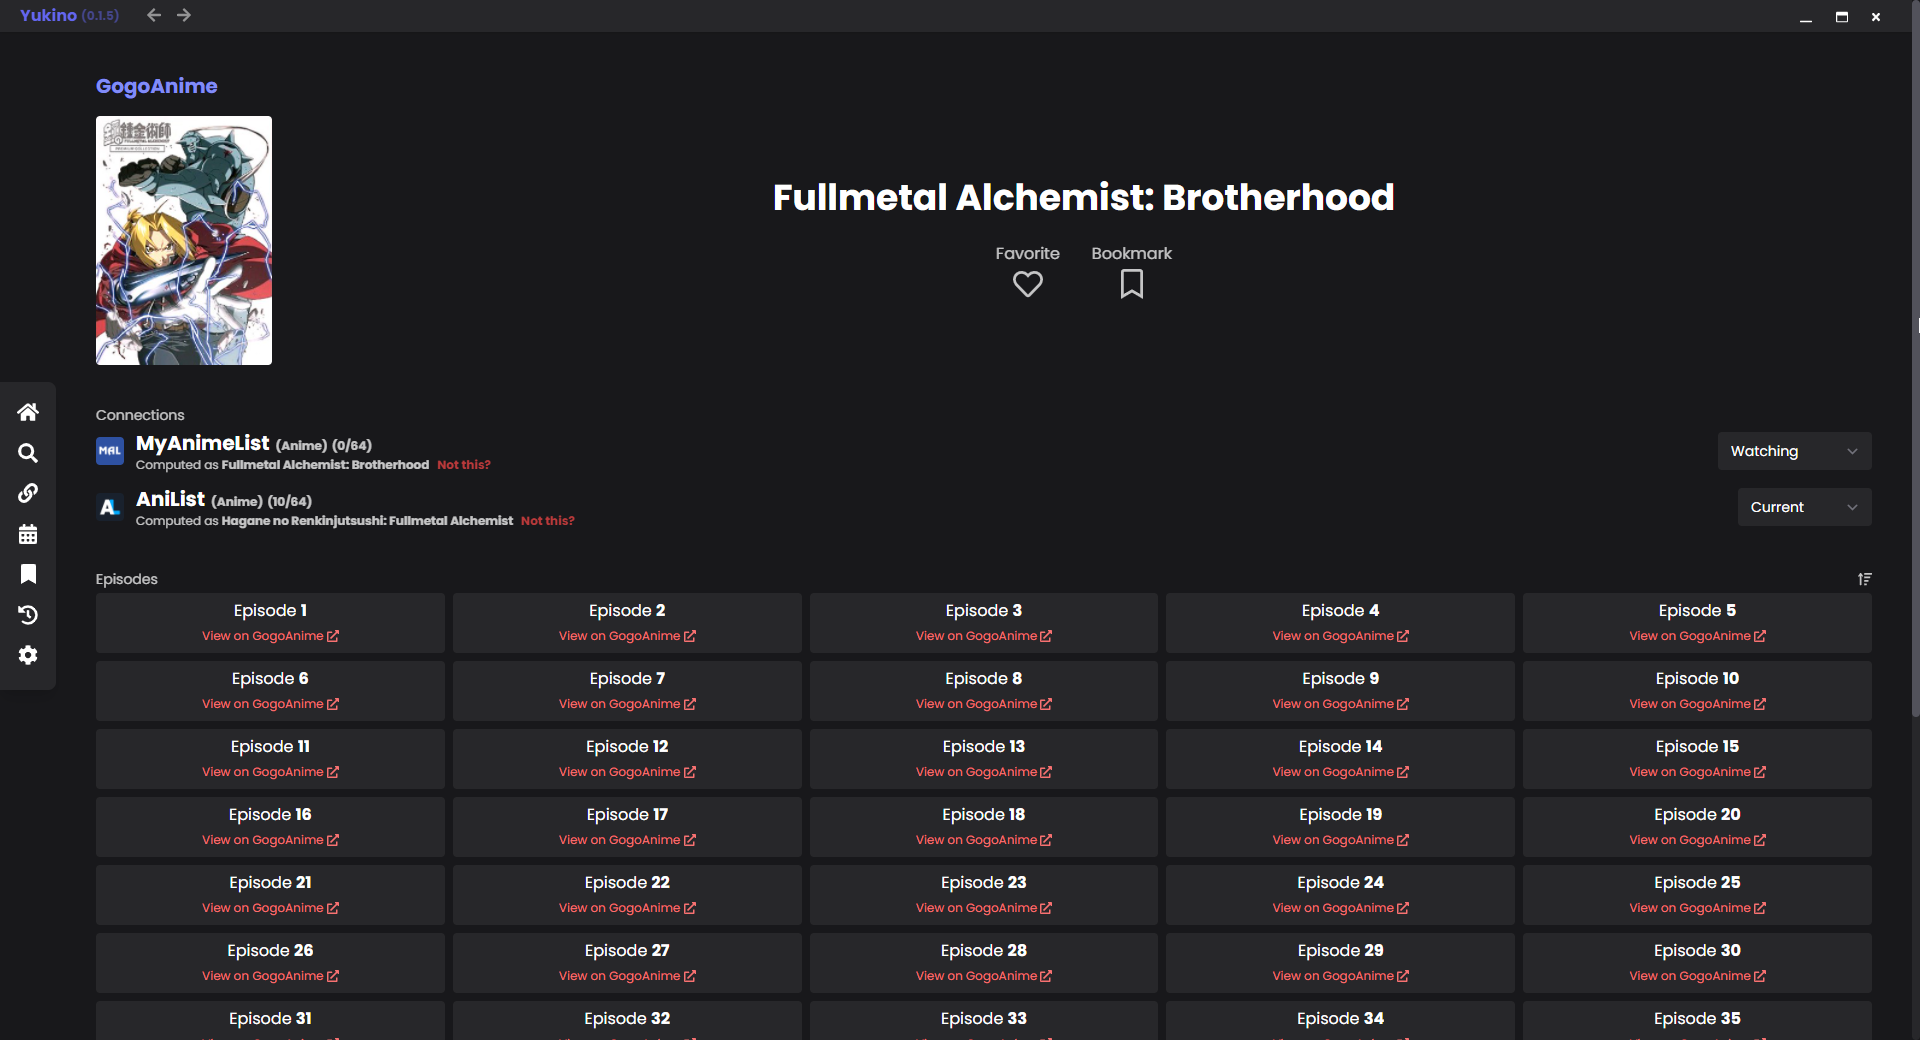 Yukino (0.1.5)
GogoAnime
鋼の錬金術師
Fullmetal Alchemist: Brotherhood
Favorite Bookmark
Connections
MAL MyAnimeList (Anime) (0/64)
Computed as Fullmetal Alchemist: Brotherhood Not this?
Watching
AL AniList (Anime) (10/64)
Computed as Hagane no Renkinjutsushi: Fullmetal Alchemist Not this?
Current
Episodes
Episode 1 Episode 2 Episode 3 Episode 4 Episode 5
View on GogoAnime View on GogoAnime View on GogoAnime View on GogoAnime View on GogoAnime
Episode 6 Episode 7 Episode 8 Episode 9 Episode 10
View on GogoAnime View on GogoAnime View on GogoAnime View on GogoAnime View on GogoAnime
Episode 11 Episode 12 Episode 13 Episode 14 Episode 15
View on GogoAnime View on GogoAnime View on GogoAnime View on GogoAnime View on GogoAnime
Episode 16 Episode 17 Episode 18 Episode 19 Episode 20
View on GogoAnime View on GogoAnime View on GogoAnime View on GogoAnime View on GogoAnime
Episode 21 Episode 22 Episode 23 Episode 24 Episode 25
View on GogoAnime View on GogoAnime View on GogoAnime View on GogoAnime View on GogoAnime
Episode 26 Episode 27 Episode 28 Episode 29 Episode 30
View on GogoAnime View on GogoAnime View on GogoAnime View on GogoAnime View on GogoAnime
Episode 31 Episode 32 Episode 33 Episode 34 Episode 35